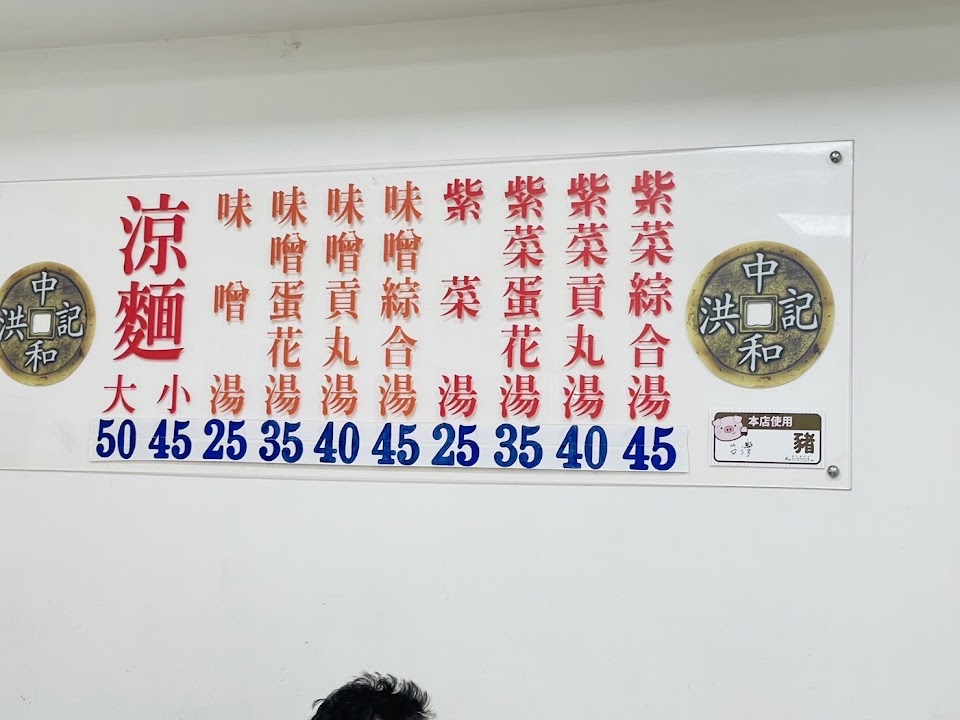 中
洪記
和
涼麵
大 50
小 45
味噌湯 25
味噌蛋花湯 35
味噌貢丸湯 40
味噌綜合湯 45
紫菜湯 25
紫菜蛋花湯 35
紫菜貢丸湯 40
紫菜綜合湯 45
中
洪記
和
本店使用
台灣
豬